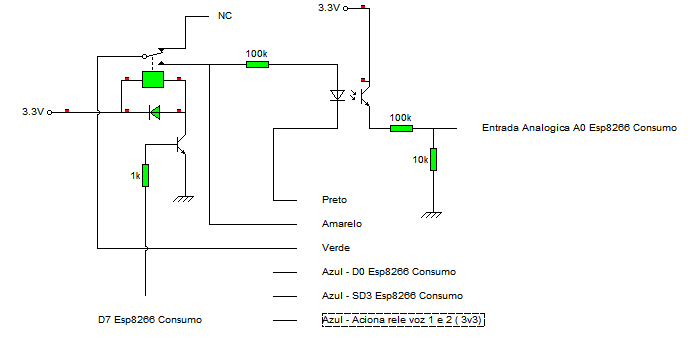 NC
3.3V
100k
3.3V
100k
Entrada Analogica A0 Esp8266 Consumo
10k
1k
Preto
Amarelo
Verde
Azul - D0 Esp8266 Consumo
Azul - SD3 Esp8266 Consumo
D7 Esp8266 Consumo
Azul - Aciona rele voz 1 e 2 ( 3v3)